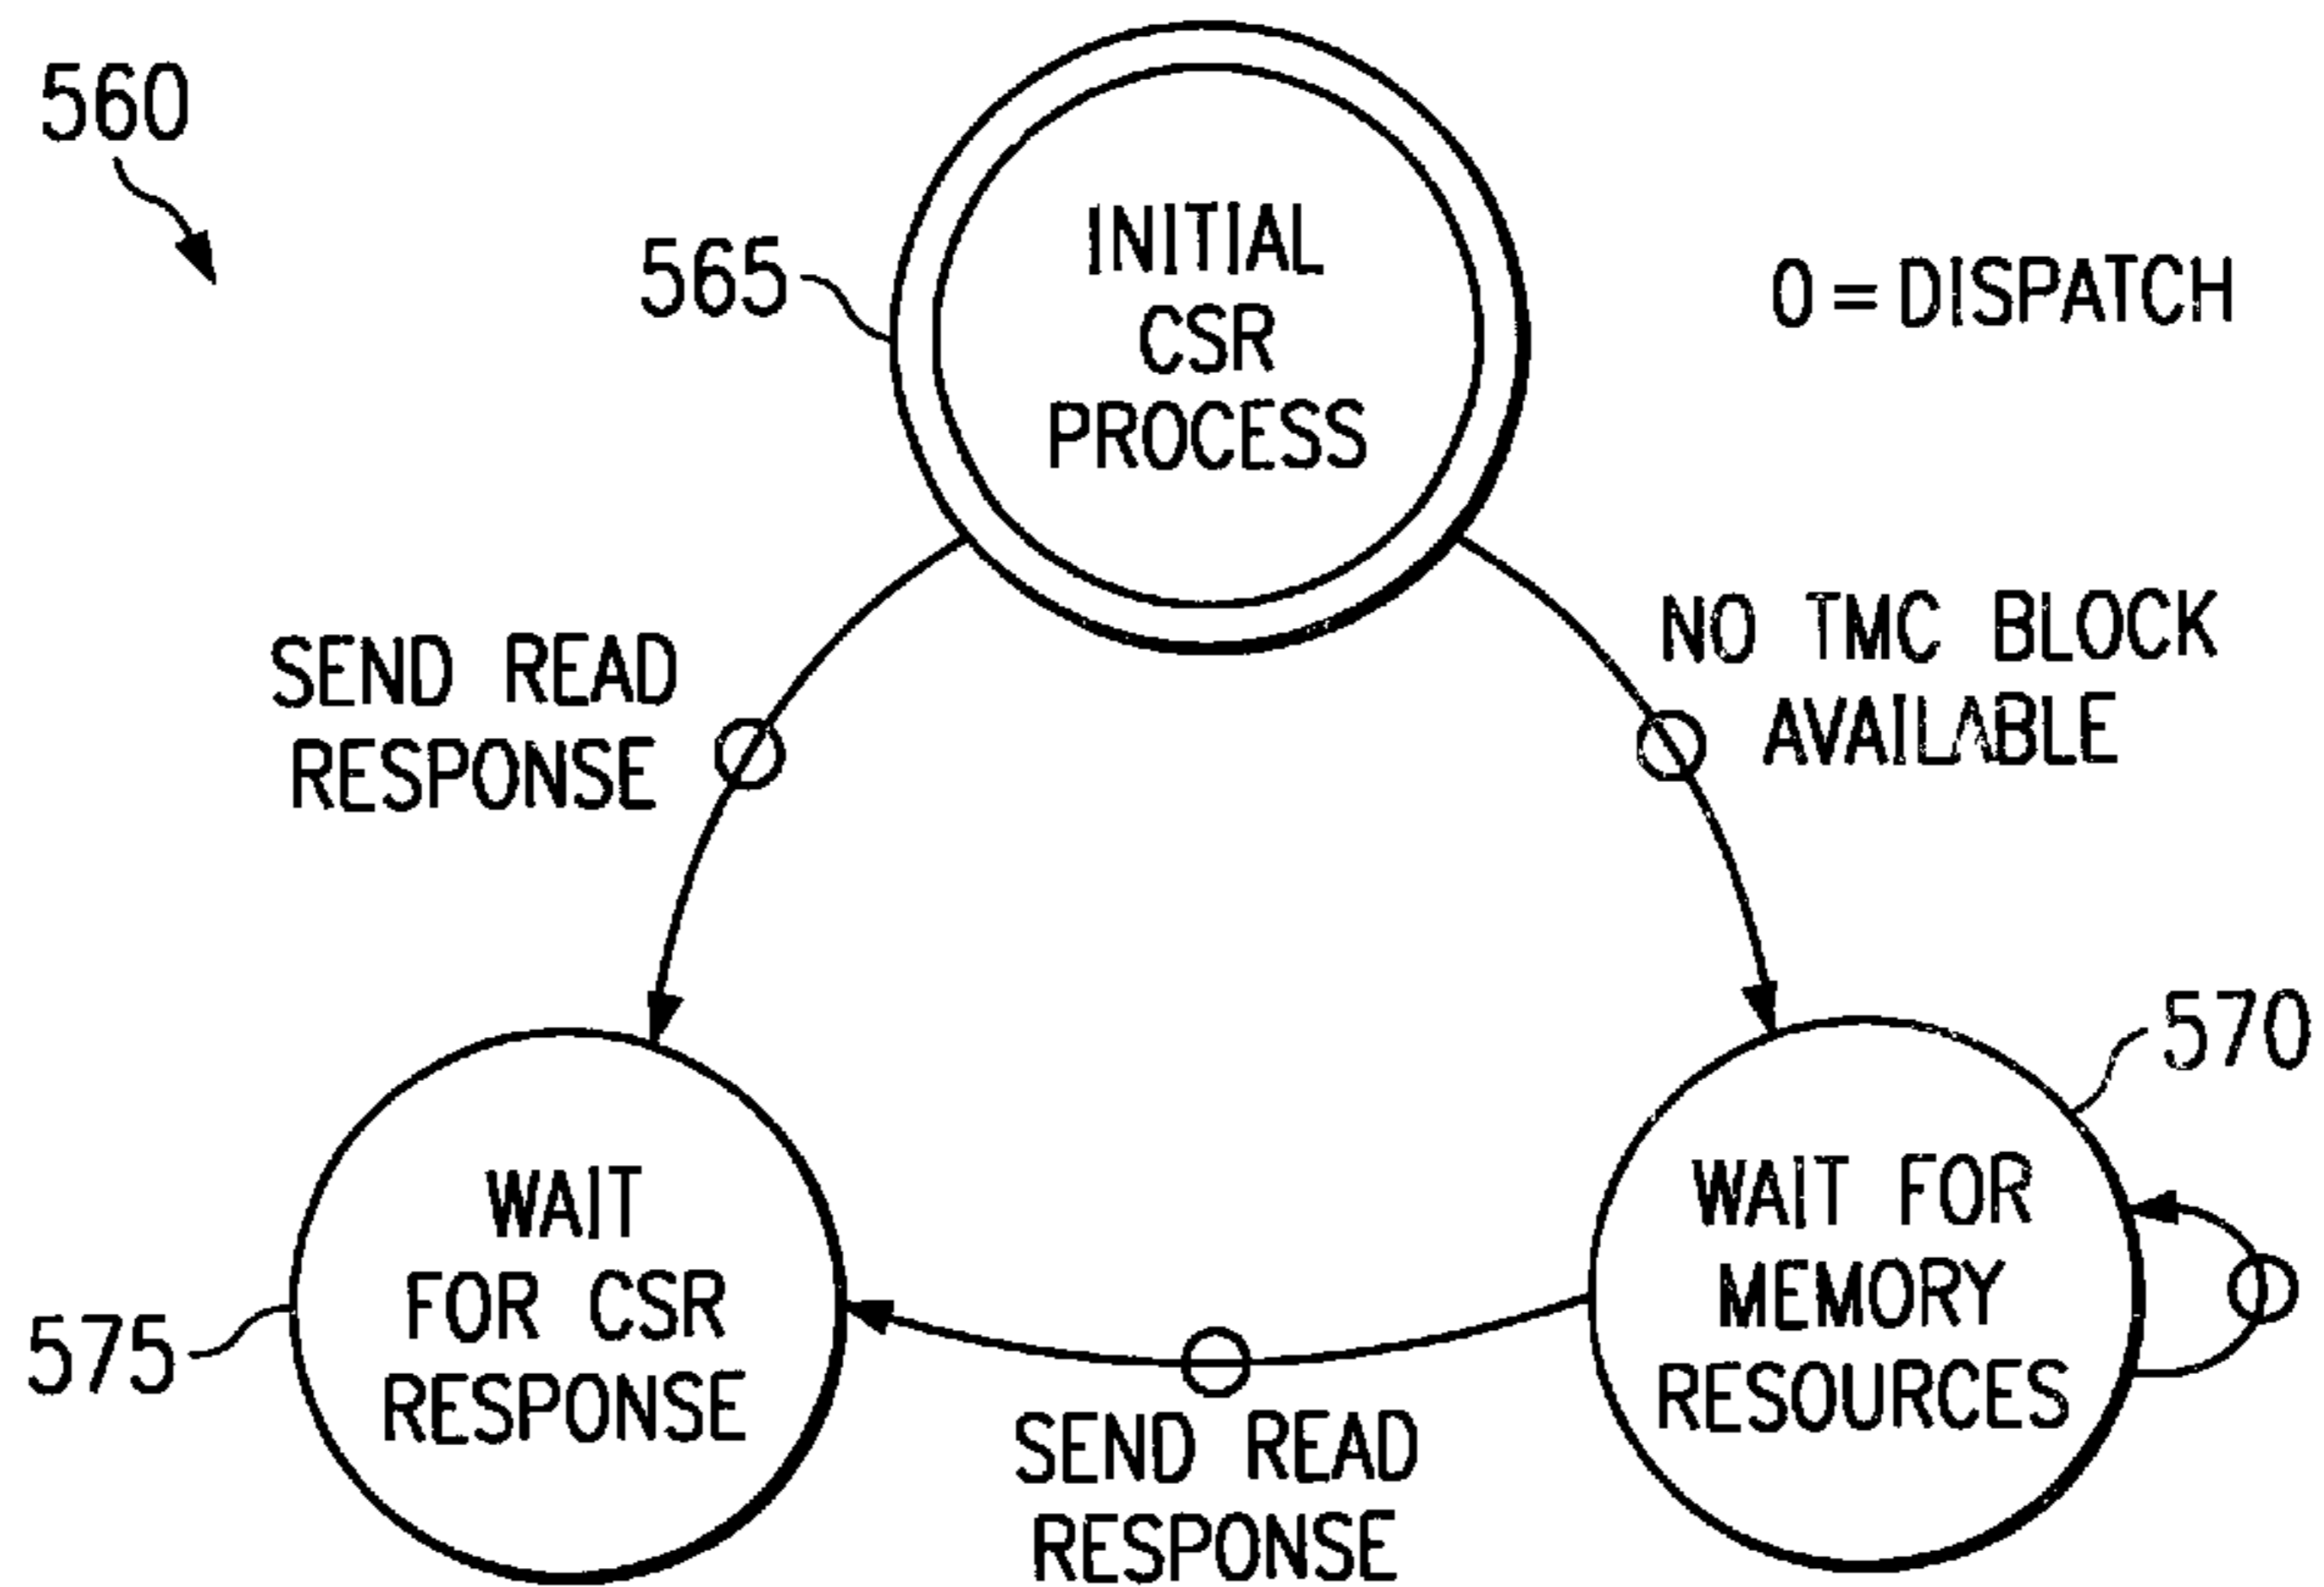 560
565
INITIAL
CSR
PROCESS
0 = DISPATCH
SEND READ
RESPONSE
NO TMC BLOCK
AVAILABLE
570
WAIT
FOR CSR
RESPONSE
575
WAIT FOR
MEMORY
RESOURCES
SEND READ
RESPONSE